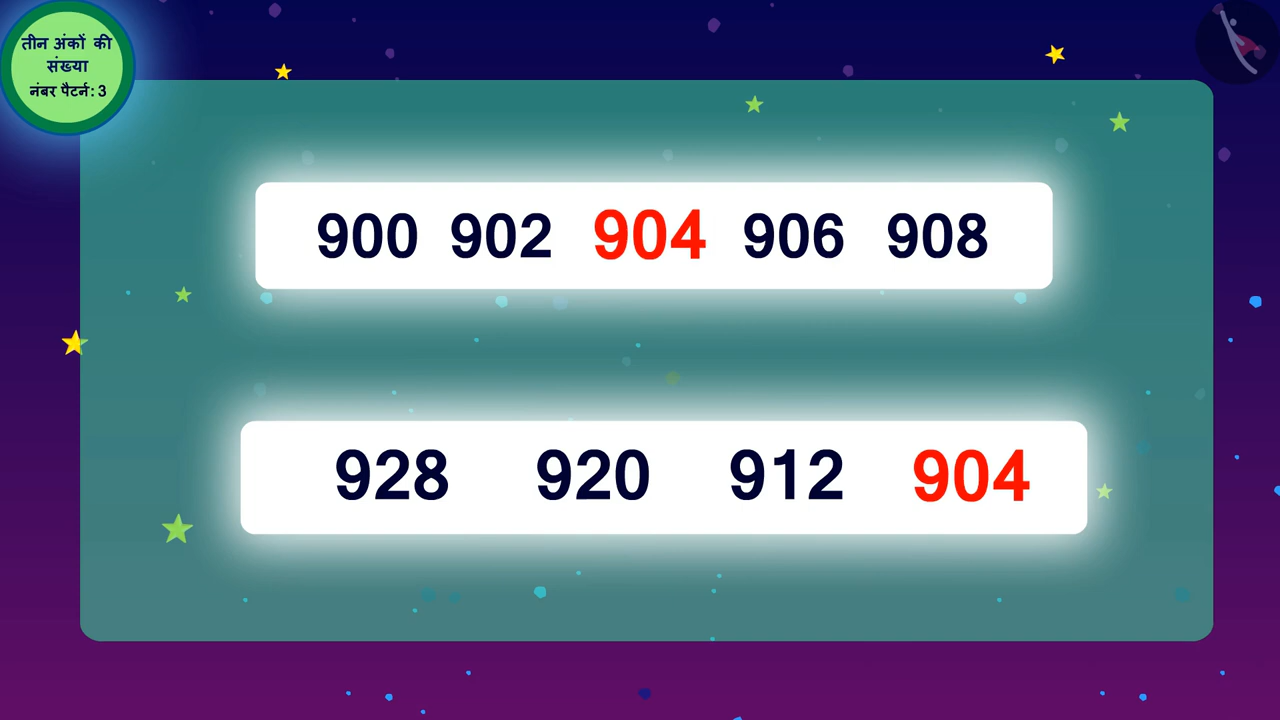 तीन अंकों की
संख्या
नंबर पैटर्न: 3
900 902 904 906 908
928 920 912 904